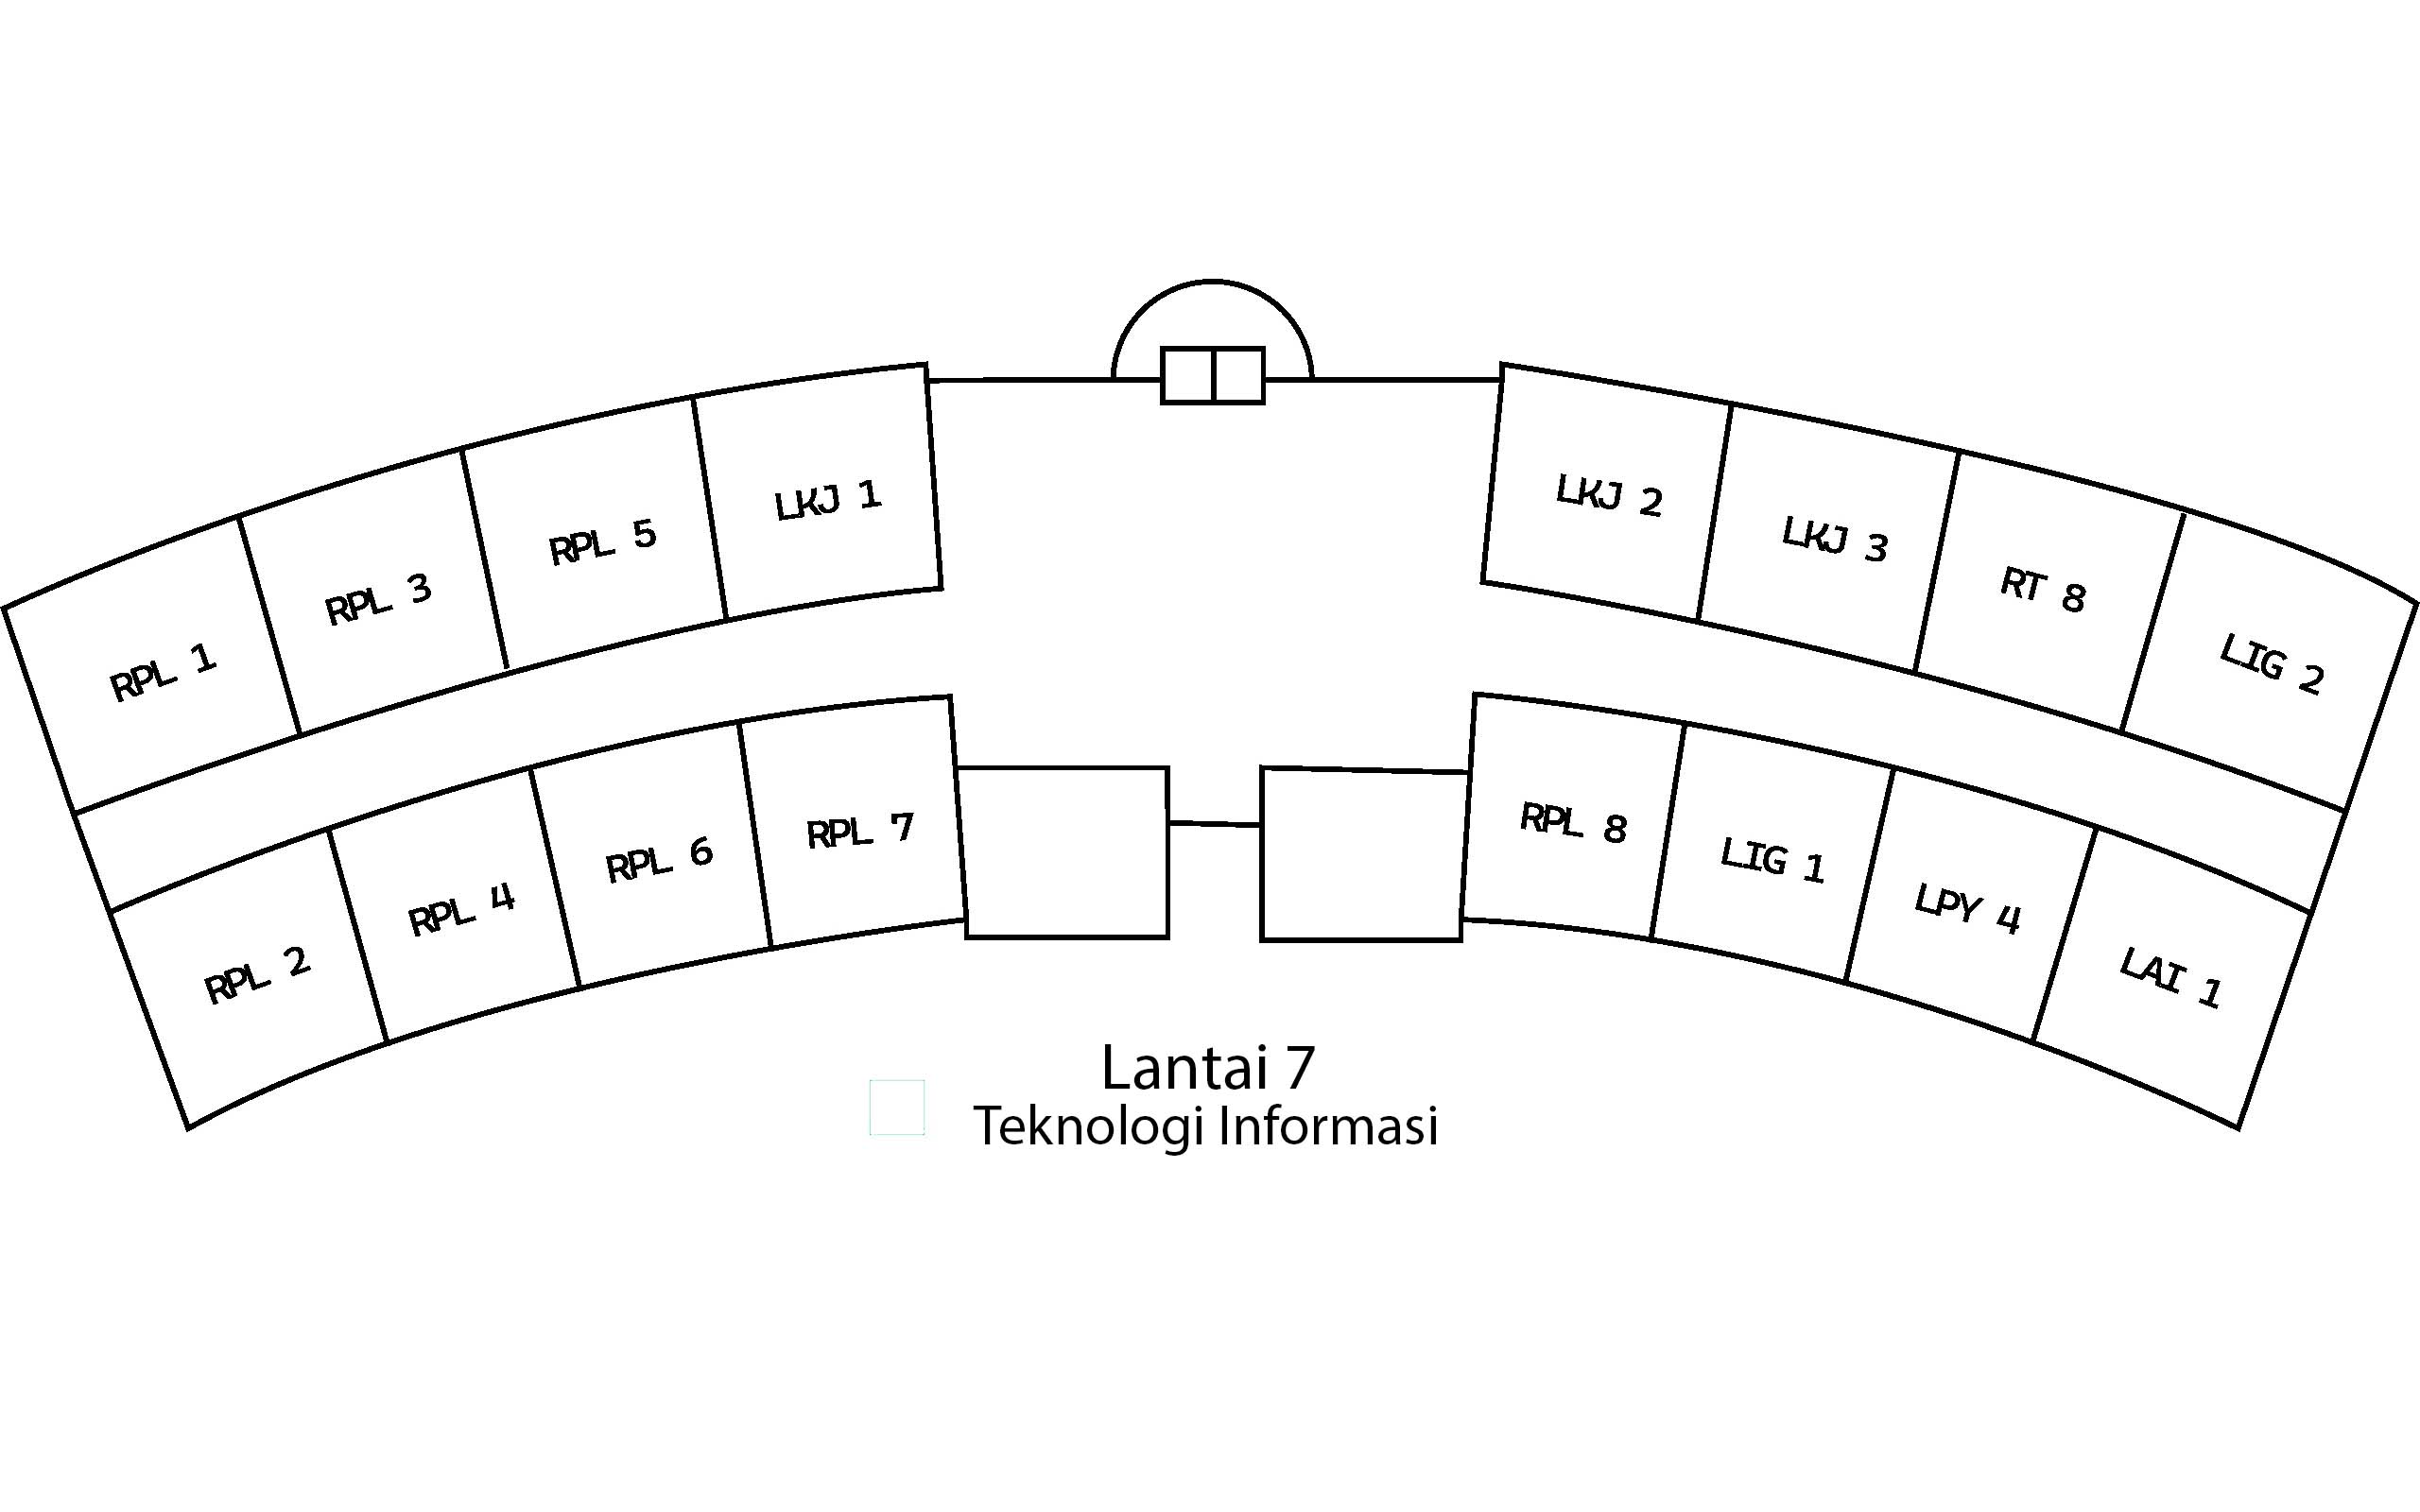 RPL 1
RPL 3
RPL 5
LKJ 1
LKJ 2
LKJ 3
RT 8
LIG 2
RPL 2
RPL 4
RPL 6
RPL 7
RPL 8
LIG 1
LPY 4
LAI 1
Lantai 7
Teknologi Informasi